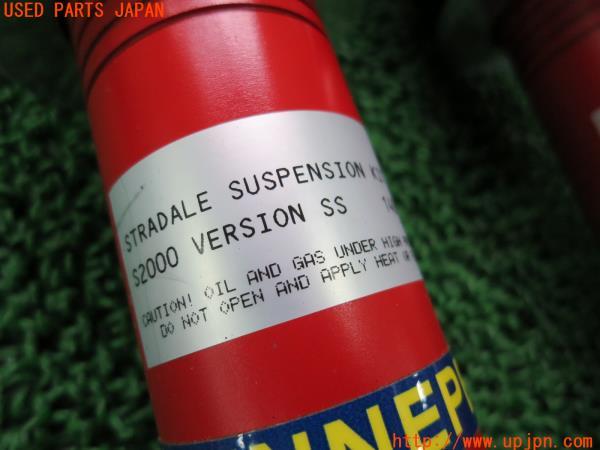 USED PARTS JAPAN
STRADALE SUSPENSION
S2000 VERSION SS
CAUTION! OIL AND GAS UNDER HIGH
DO NOT OPEN AND APPLY HEAT
http://www.upjpn.com/